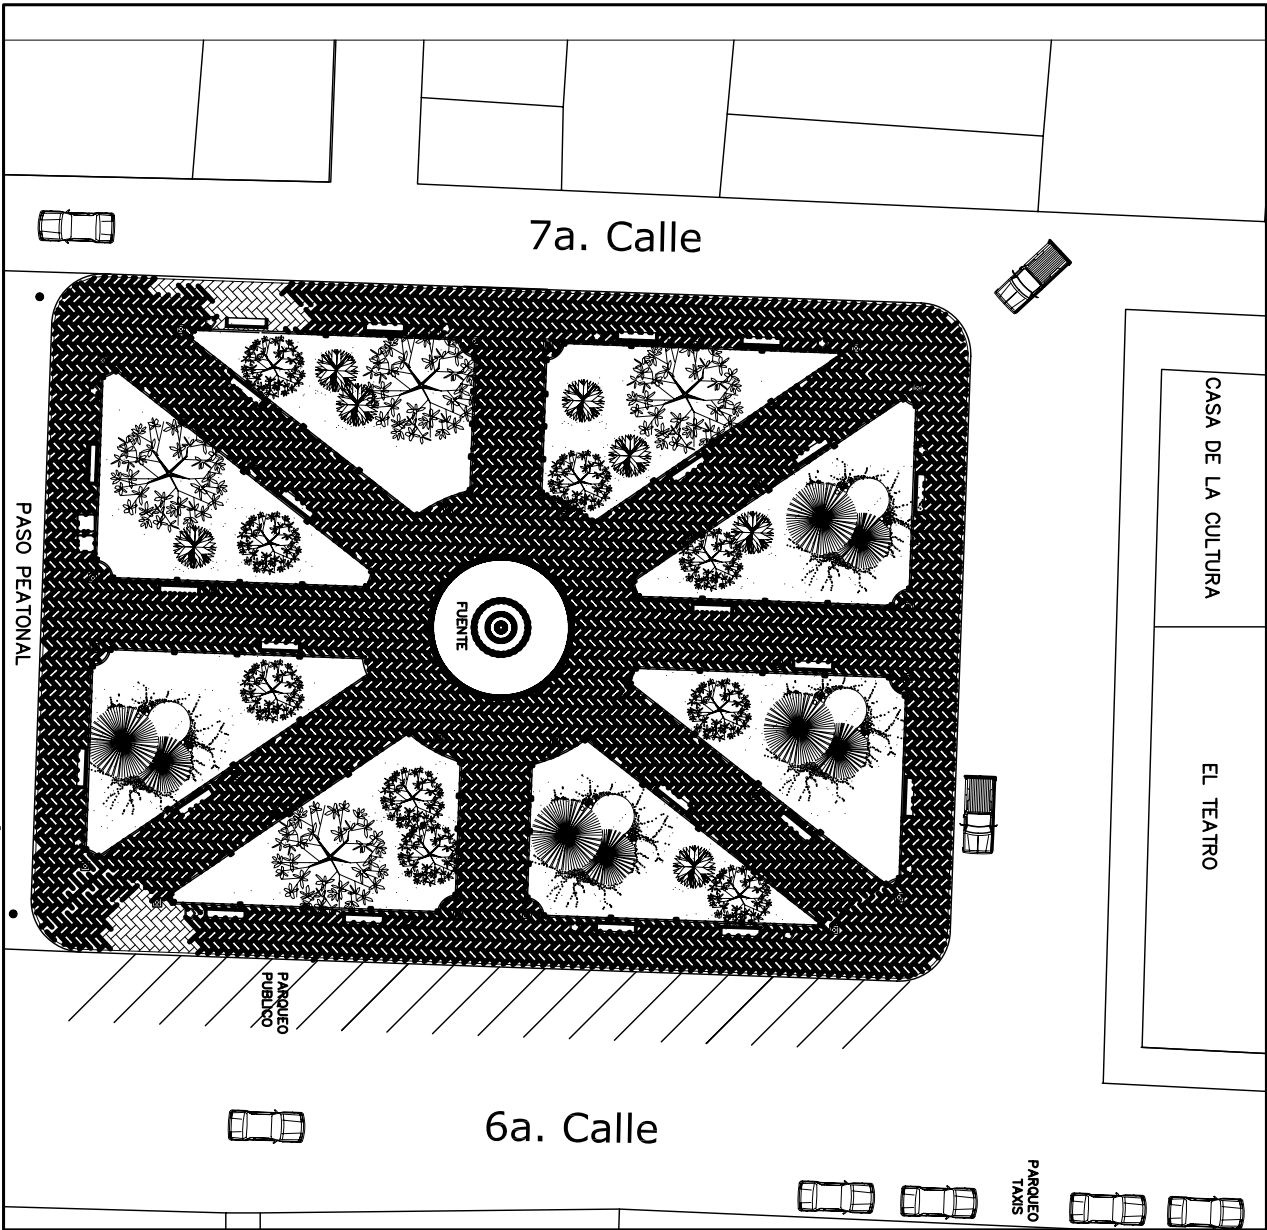 7a. Calle
CASA DE LA CULTURA
PASO PEATONAL
FUENTE
EL TEATRO
PARQUEO
PUBLICO
6a. Calle
PARQUEO
TAXIS